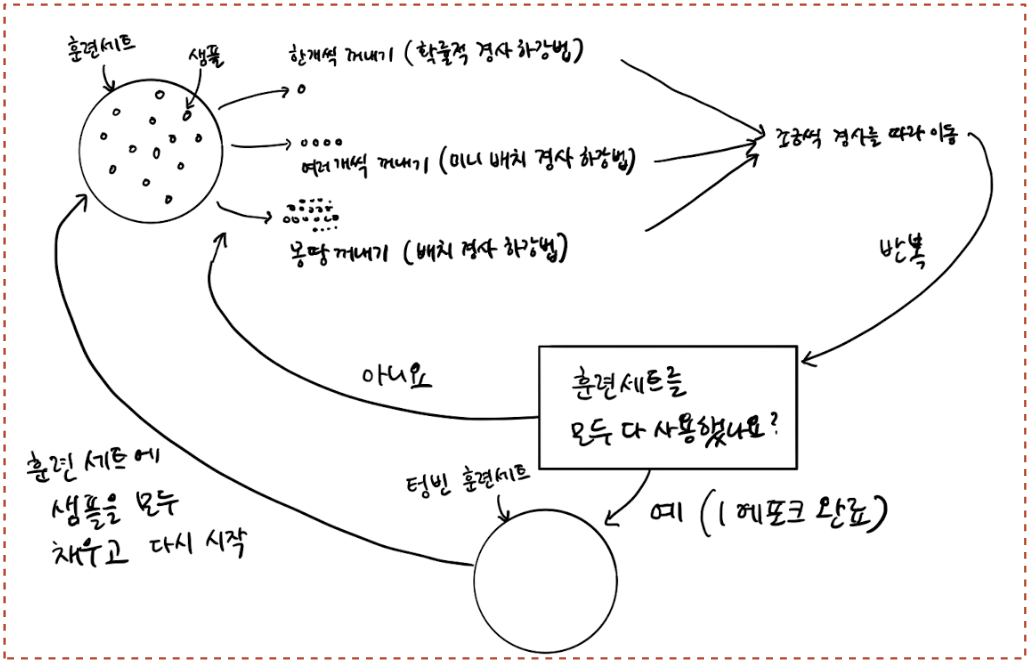 훈련세트
샘플
한개씩 꺼내기 (확률적 경사 하강법)
여러개씩 꺼내기 (미니 배치 경사 하강법)
몽땅 꺼내기 (배치 경사 하강법)
조금씩 경사를 따라 이동
반복
아니요
훈련세트를
모두 다 사용했나요?
예 (1 에포크 완료)
텅빈 훈련세트
훈련 세트에
샘플을 모두
채우고 다시 시작